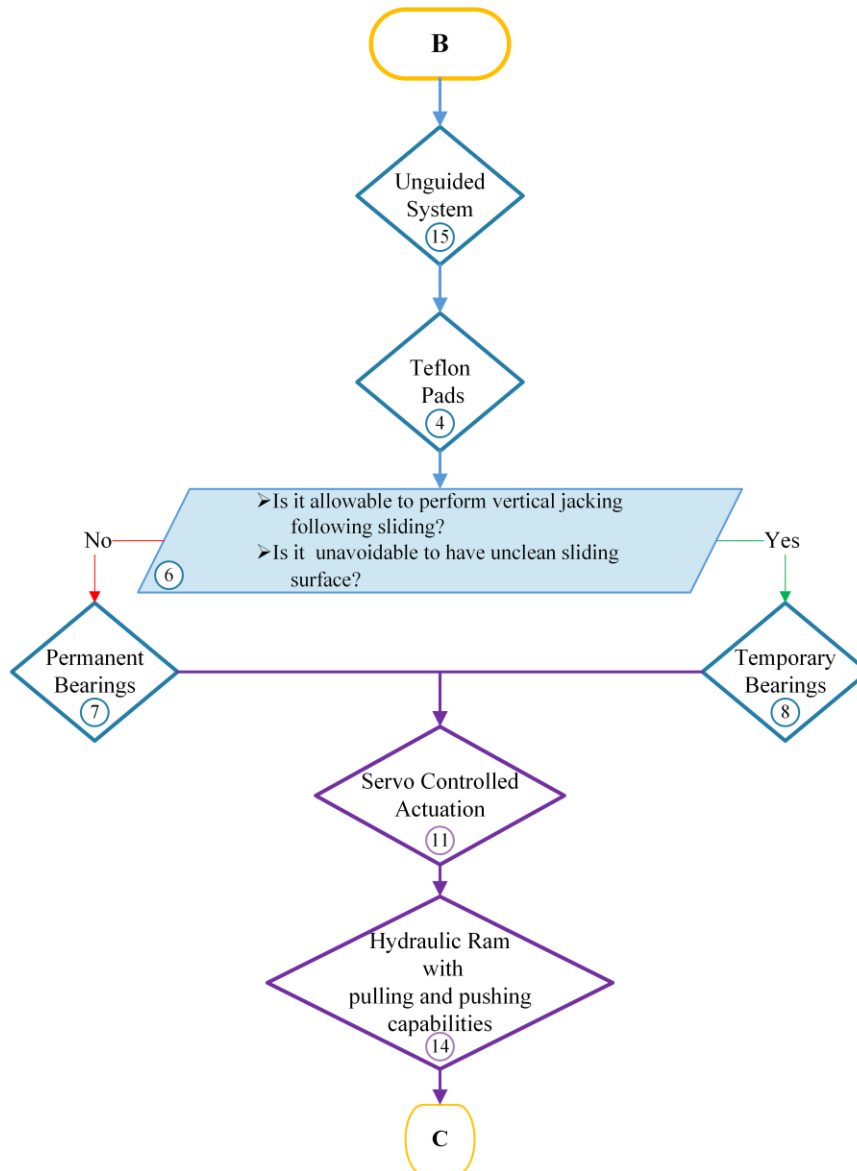 B
Unguided
System
15
Teflon
Pads
4
➢Is it allowable to perform vertical jacking
following sliding?
➢Is it unavoidable to have unclean sliding
surface?
6
No
Yes
Permanent
Bearings
7
Temporary
Bearings
8
Servo Controlled
Actuation
11
Hydraulic Ram
with
pulling and pushing
capabilities
14
C